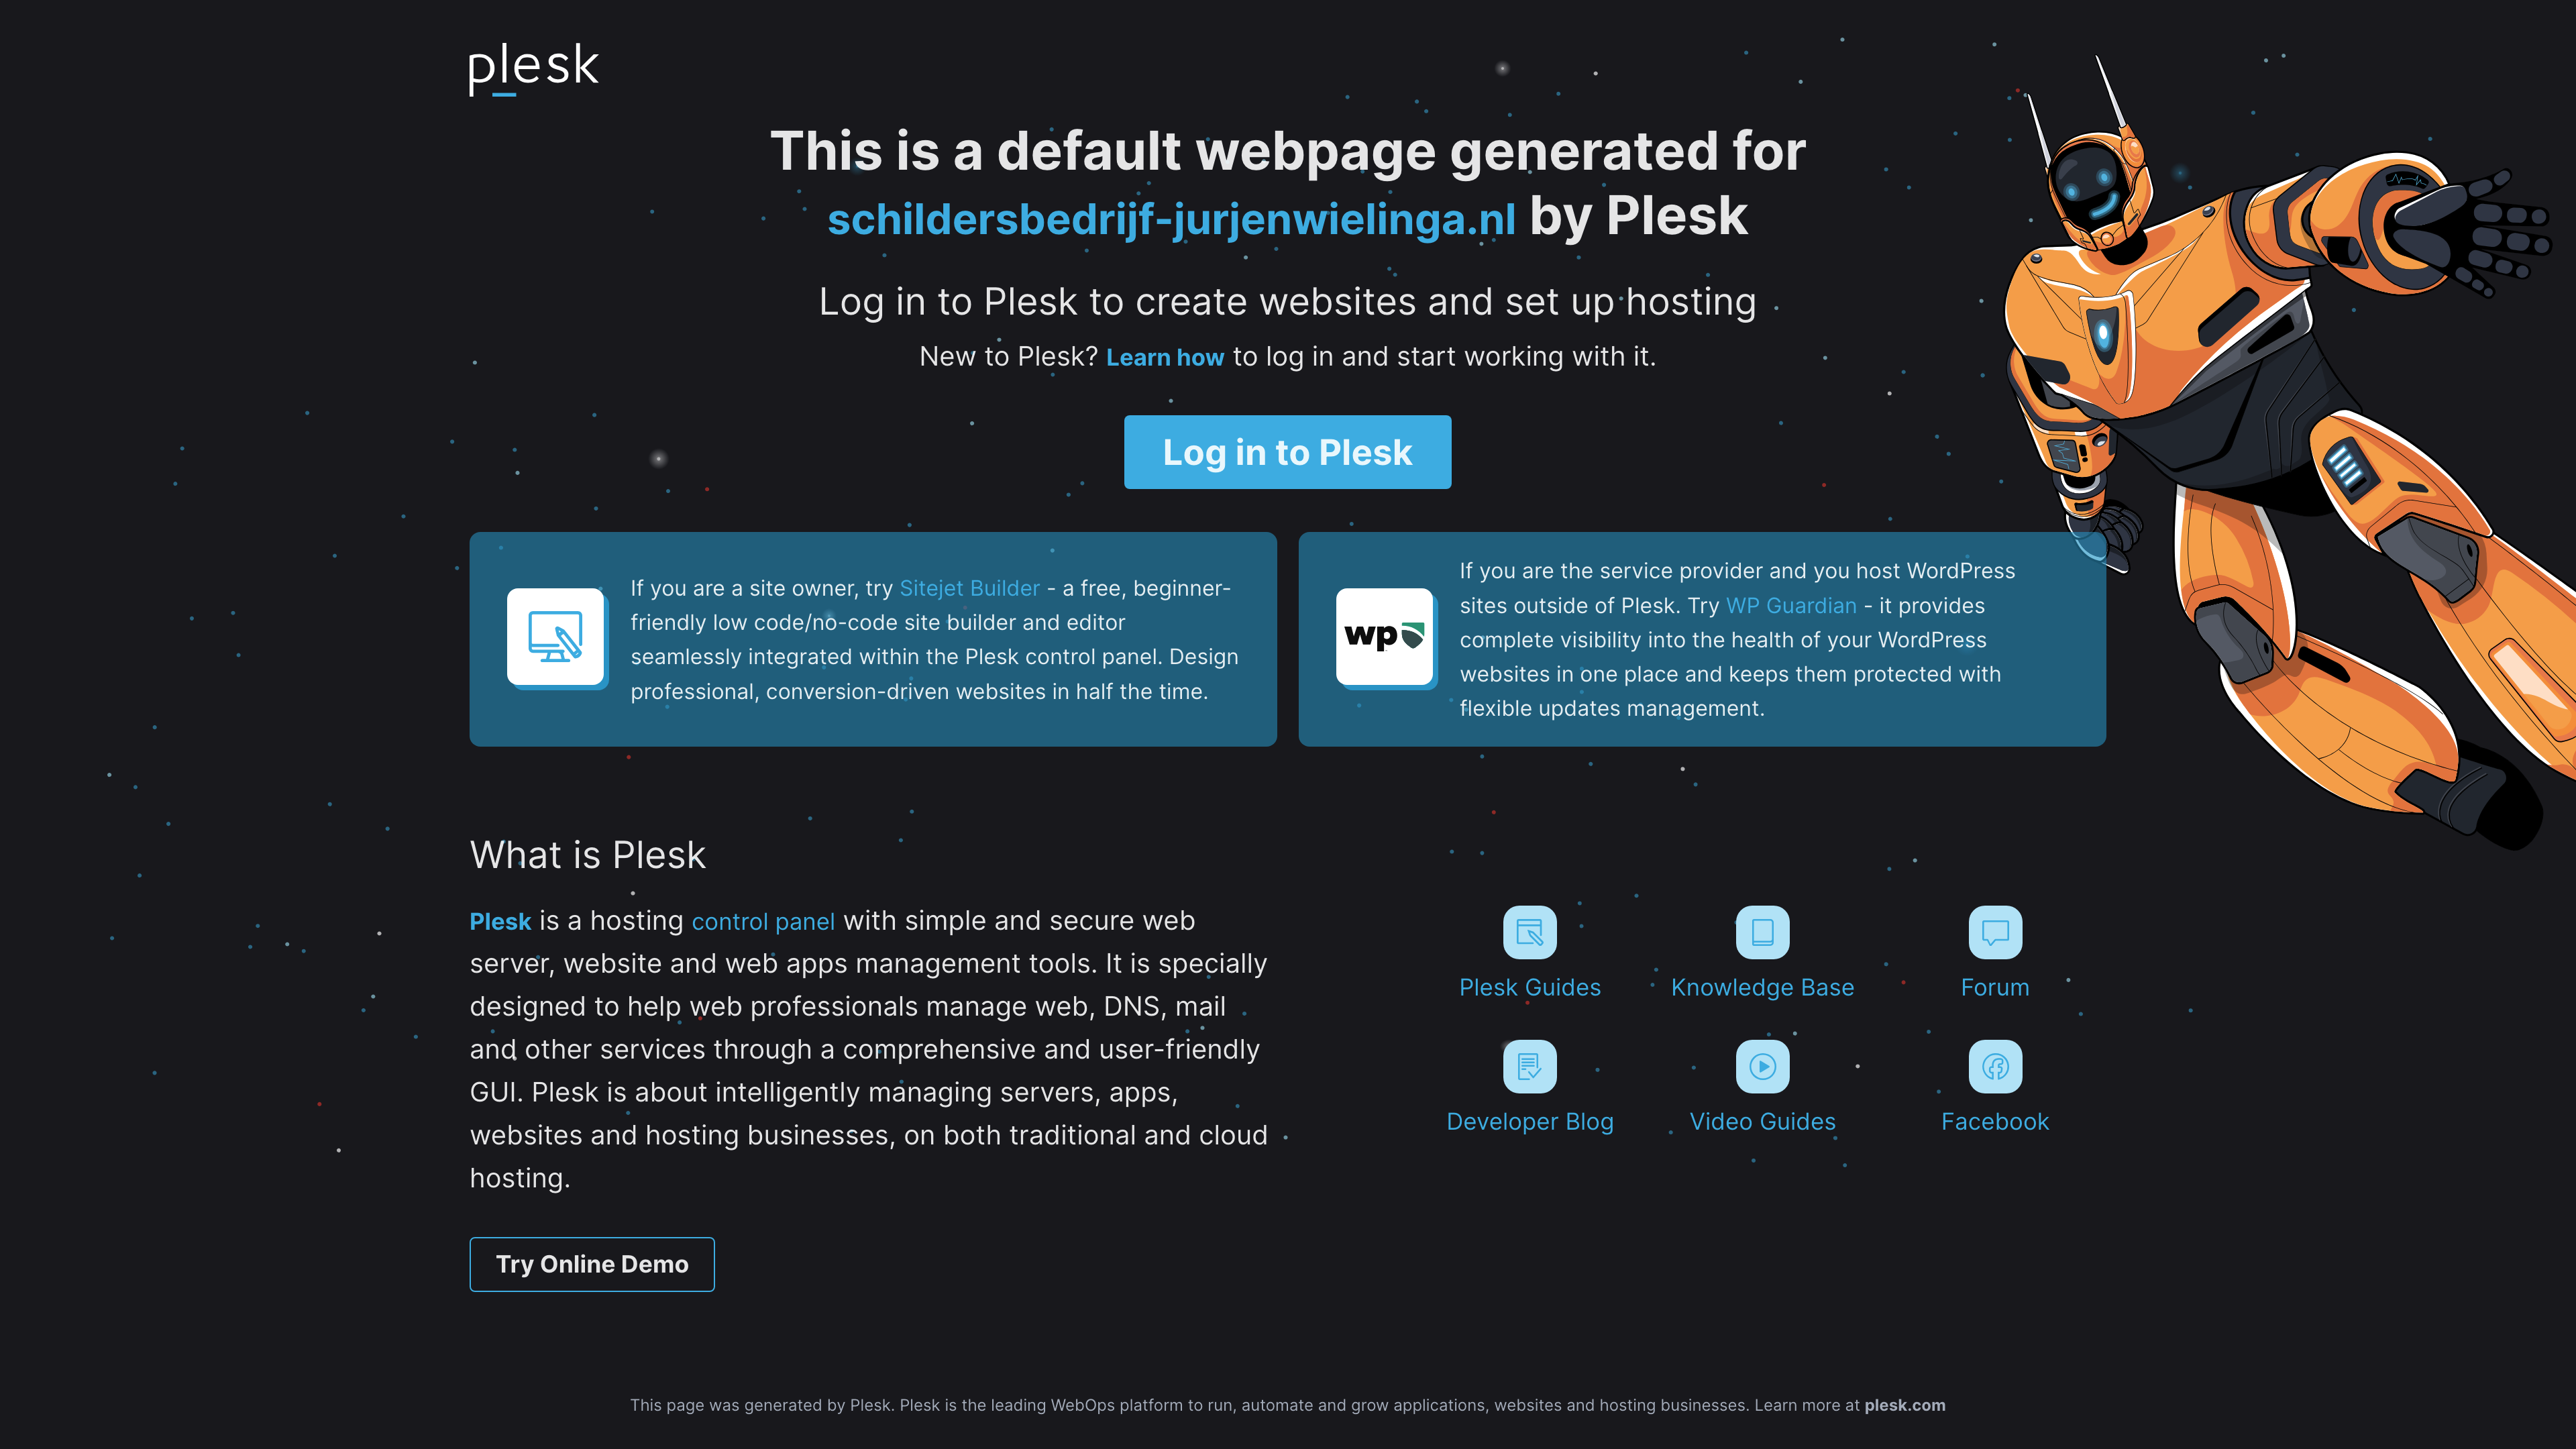 plesk
This is a default webpage generated for
schildersbedrijf-jurjenwielinga.nl by Plesk
Log in to Plesk to create websites and set up hosting
New to Plesk? Learn how to log in and start working with it.
Log in to Plesk
If you are a site owner, try Sitejet Builder - a free, beginner-
friendly low code/no-code site builder and editor
seamlessly integrated within the Plesk control panel. Design
professional, conversion-driven websites in half the time.
wp
If you are the service provider and you host WordPress
sites outside of Plesk. Try WP Guardian - it provides
complete visibility into the health of your WordPress
websites in one place and keeps them protected with
flexible updates management.
What is Plesk
Plesk is a hosting control panel with simple and secure web
server, website and web apps management tools. It is specially
designed to help web professionals manage web, DNS, mail
and other services through a comprehensive and user-friendly
GUI. Plesk is about intelligently managing servers, apps,
websites and hosting businesses, on both traditional and cloud
hosting.
Try Online Demo
Plesk Guides
Knowledge Base
Forum
Developer Blog
Video Guides
Facebook
This page was generated by Plesk. Plesk is the leading WebOps platform to run, automate and grow applications, websites and hosting businesses. Learn more at plesk.com